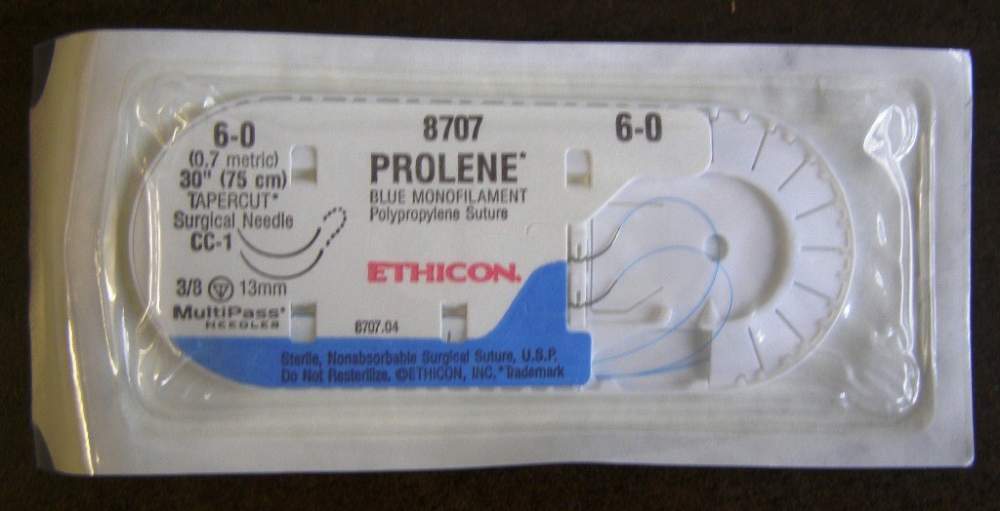 6-0
(0.7 metric)
30" (75 cm)
TAPERCUT*
Surgical Needle
CC-1
3/8 13mm
MultiPass*
NEEDLES
8707
PROLENE*
BLUE MONOFILAMENT
Polypropylene Suture
ETHICON.
8707.04
6-0
Sterile, Nonabsorbable Surgical Suture, U.S.P.
Do Not Resterilize. ©ETHICON, INC. *Trademark